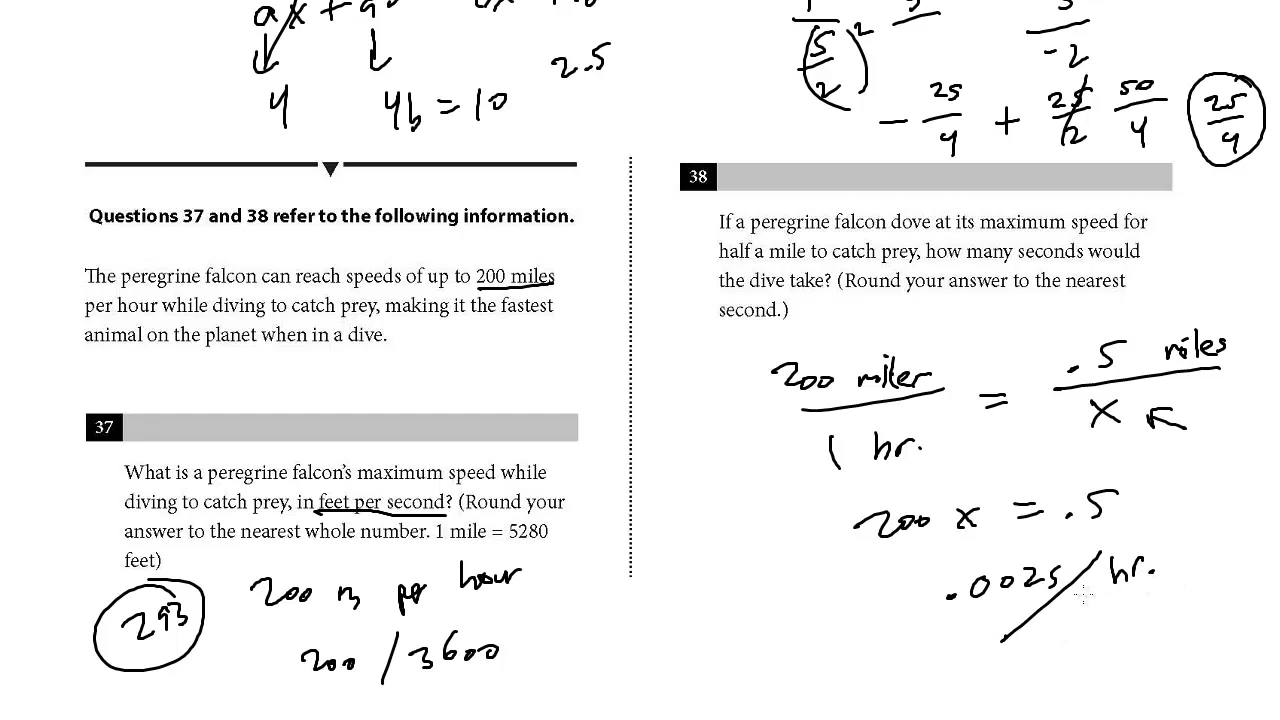 ax + a
2.5
4 4b = 10
Questions 37 and 38 refer to the following information.
The peregrine falcon can reach speeds of up to 200 miles
per hour while diving to catch prey, making it the fastest
animal on the planet when in a dive.
37
What is a peregrine falcon's maximum speed while
diving to catch prey, in feet per second? (Round your
answer to the nearest whole number. 1 mile = 5280
feet)
293
200 m per hour
200 / 3600
(5/2)²
-2
- 25/4 + 25/2 50/4 25/4
38
If a peregrine falcon dove at its maximum speed for
half a mile to catch prey, how many seconds would
the dive take? (Round your answer to the nearest
second.)
200 miles = .5 miles
1 hr. x
200 x = .5
.0025 / hr.